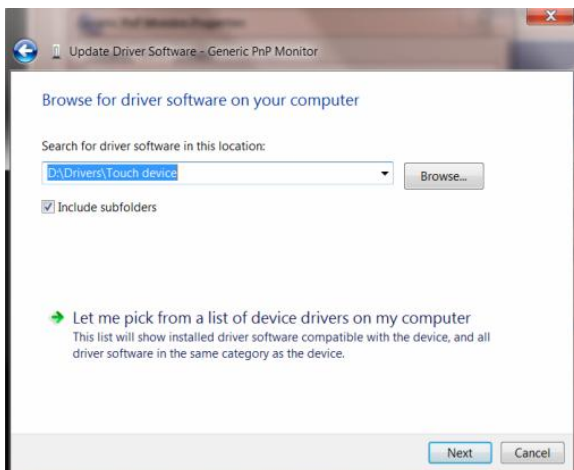 Update Driver Software - Generic PnP Monitor
Browse for driver software on your computer
Search for driver software in this location:
D:\Drivers\Touch device
Browse...
Include subfolders
Let me pick from a list of device drivers on my computer
This list will show installed driver software compatible with the device, and all
driver software in the same category as the device.
Next
Cancel